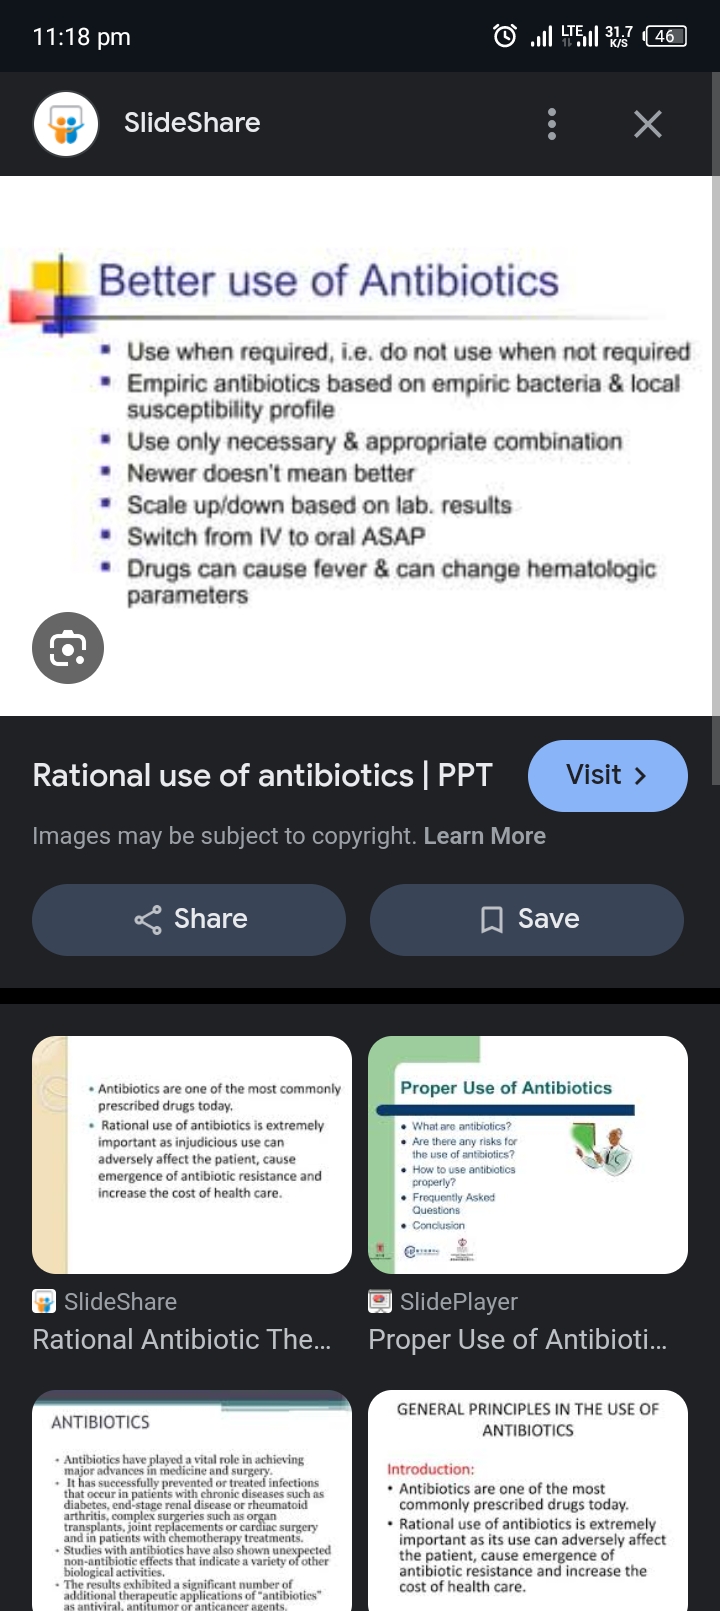 11:18 pm
LTE 31.7 K/S 46
SlideShare
Better use of Antibiotics
Use when required, i.e. do not use when not required
Empiric antibiotics based on empiric bacteria & local
susceptibility profile
Use only necessary & appropriate combination
Newer doesn't mean better
Scale up/down based on lab. results
Switch from IV to oral ASAP
Drugs can cause fever & can change hematologic
parameters
Rational use of antibiotics | PPT
Visit
Images may be subject to copyright. Learn More
Share
Save
• Antibiotics are one of the most commonly
prescribed drugs today.
• Rational use of antibiotics is extremely
important as injudicious use can
adversely affect the patient, cause
emergence of antibiotic resistance and
increase the cost of health care.
SlideShare
Rational Antibiotic The...
Proper Use of Antibiotics
• What are antibiotics?
• Are there any risks for
the use of antibiotics?
• How to use antibiotics
properly?
• Frequently Asked
Questions
• Conclusion
SlidePlayer
Proper Use of Antibioti...
ANTIBIOTICS
• Antibiotics have played a vital role in achieving
major advances in medicine and surgery.
• It has successfully prevented or treated infections
that occur in patients with chronic diseases such as
diabetes, end-stage renal disease or rheumatoid
arthritis, complex surgeries such as organ
transplants, joint replacements or cardiac surgery
and in patients with chemotherapy treatments.
• Studies with antibiotics have also shown unexpected
non-antibiotic effects that indicate a variety of other
biological activities.
• The results exhibited a significant number of
additional therapeutic applications of "antibiotics"
as antiviral, antitumor or anticancer agents.
GENERAL PRINCIPLES IN THE USE OF
ANTIBIOTICS
Introduction:
• Antibiotics are one of the most
commonly prescribed drugs today.
• Rational use of antibiotics is extremely
important as its use can adversely affect
the patient, cause emergence of
antibiotic resistance and increase the
cost of health care.